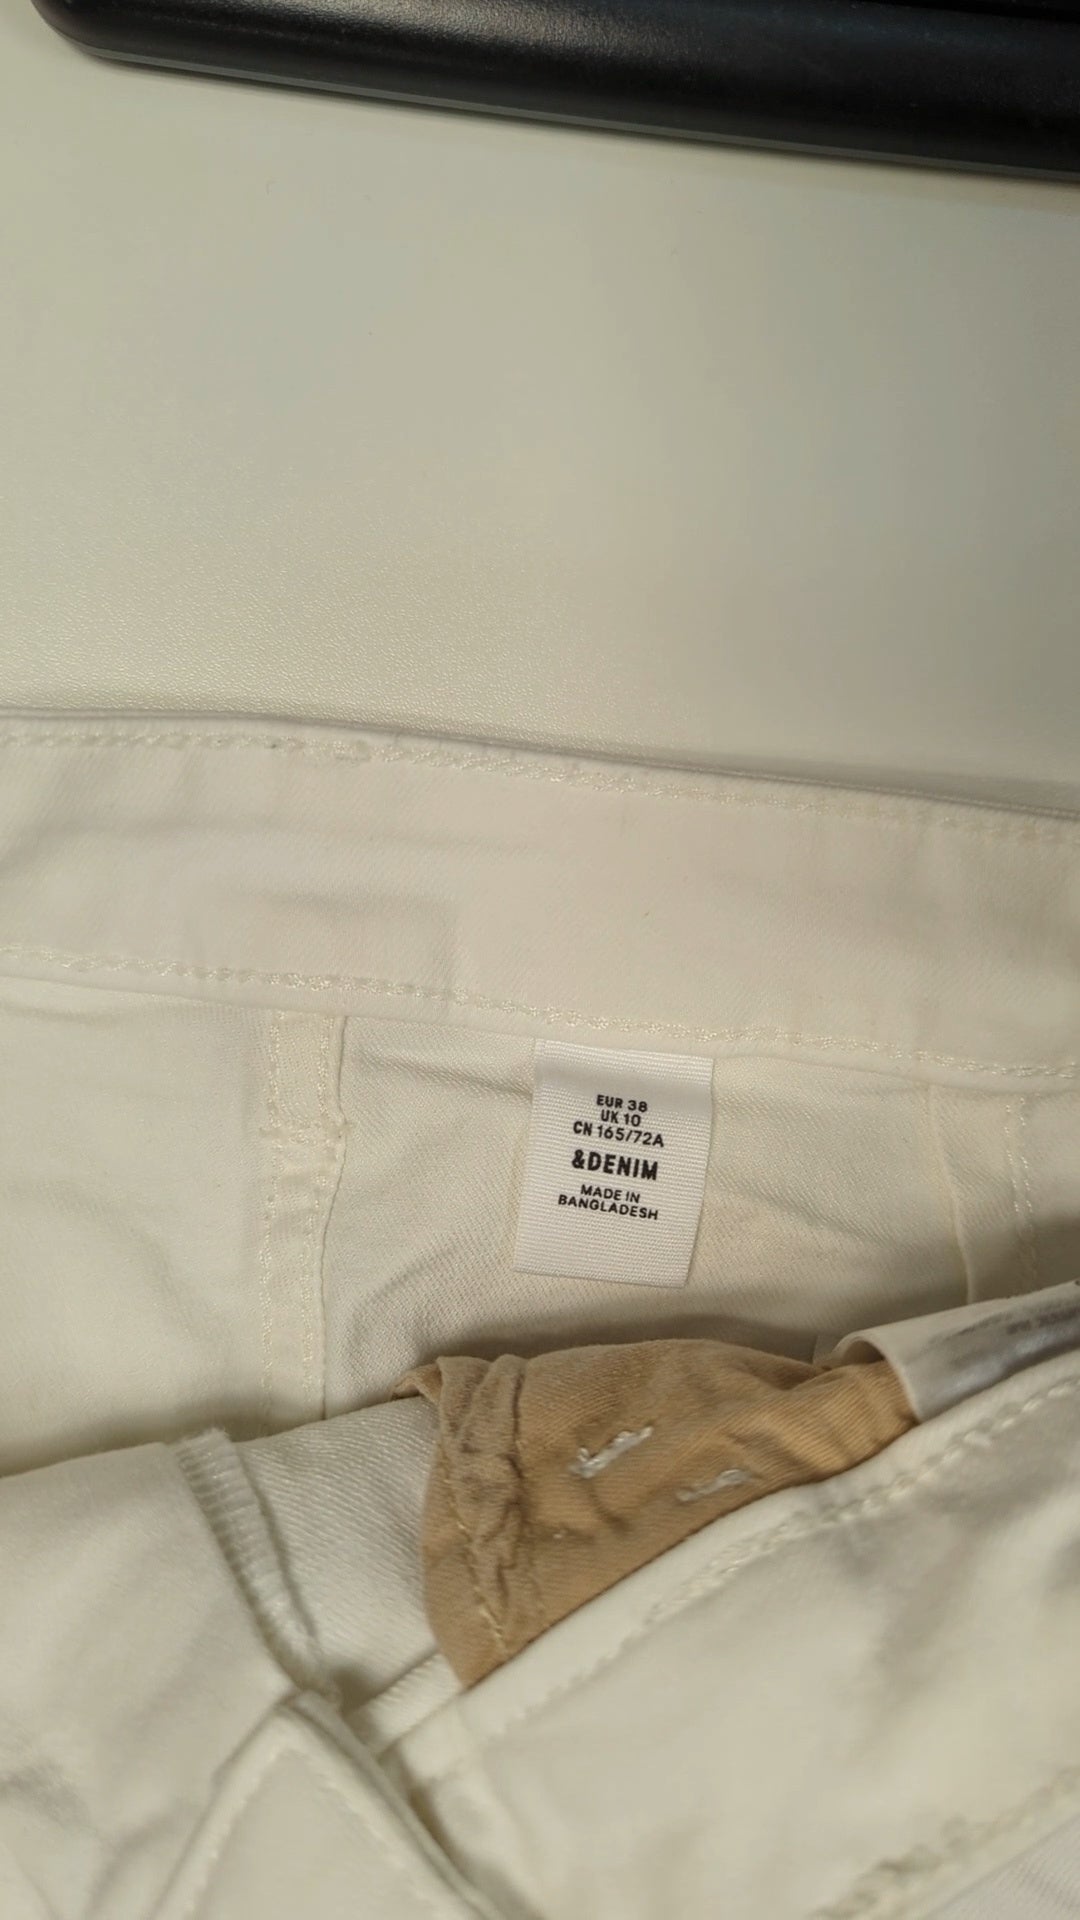 EUR 38
UK 10
CN 165/72A
&DENIM
MADE IN
BANGLADESH